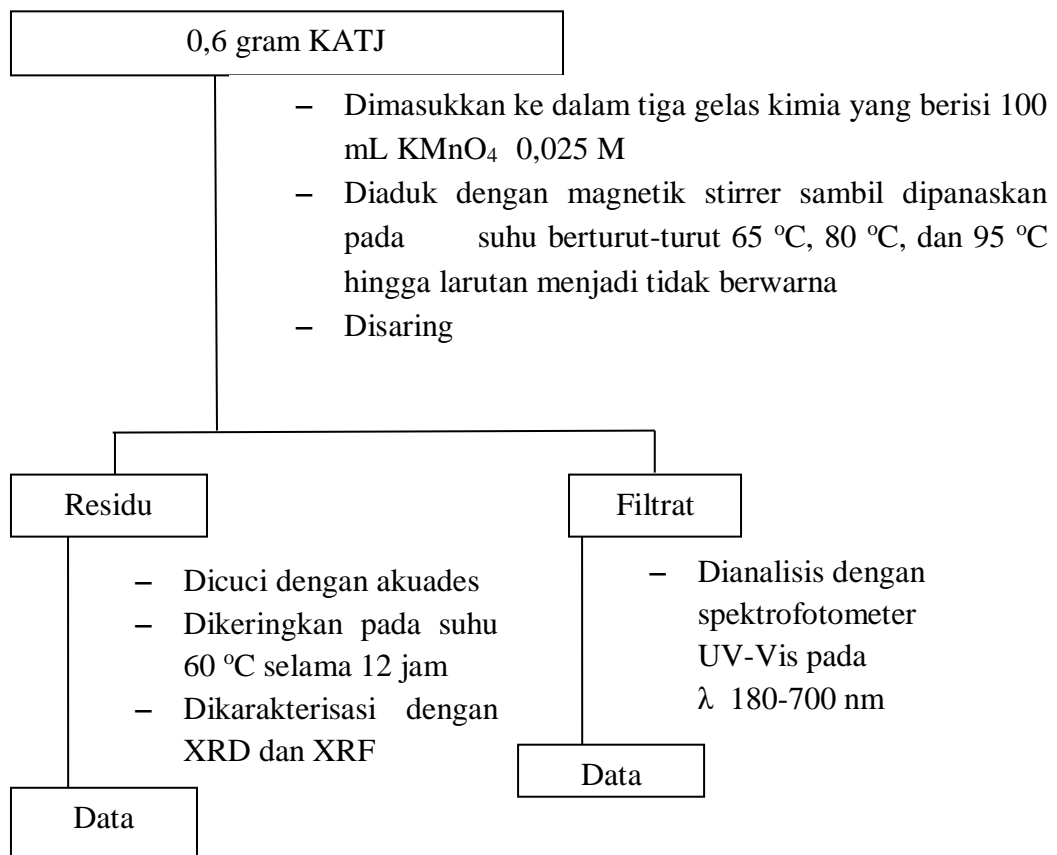 0,6 gram KATJ
– Dimasukkan ke dalam tiga gelas kimia yang berisi 100
mL KMnO₄ 0,025 M
– Diaduk dengan magnetik stirrer sambil dipanaskan
pada suhu berturut-turut 65 ºC, 80 ºC, dan 95 ºC
hingga larutan menjadi tidak berwarna
– Disaring
Residu
– Dicuci dengan akuades
– Dikeringkan pada suhu
60 ºC selama 12 jam
– Dikarakterisasi dengan
XRD dan XRF
Data
Filtrat
– Dianalisis dengan
spektrofotometer
UV-Vis pada
λ 180-700 nm
Data